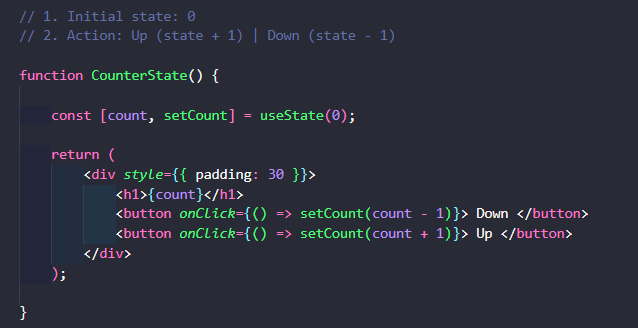 // 1. Initial state: 0
// 2. Action: Up (state + 1) | Down (state - 1)
function CounterState() {
const [count, setCount] = useState(0);
return (
<div style={{ padding: 30 }}>
<h1>{count}</h1>
<button onClick={() => setCount(count - 1)}> Down </button>
<button onClick={() => setCount(count + 1)}> Up </button>
</div>
);
}